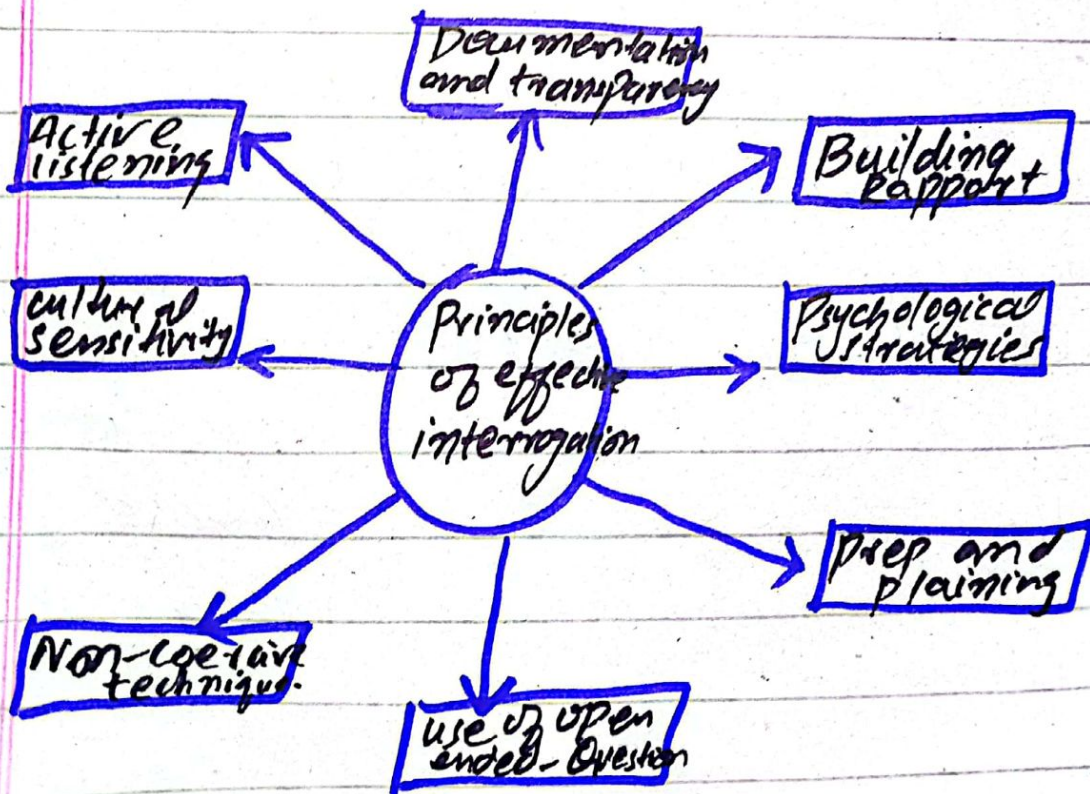 Documentation
and transparency
Active
listening
Building
Rapport
cultural
sensitivity
Principles
of effective
interrogation
Psychological
strategies
prep and
planing
Non-coercive
technique.
use of open
ended-Question